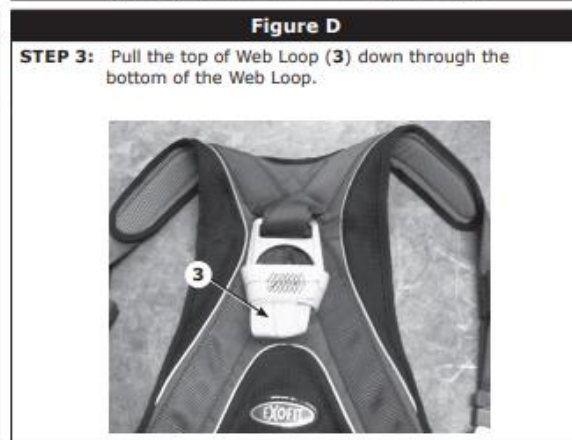 Figure D
STEP 3: Pull the top of Web Loop (3) down through the
bottom of the Web Loop.
3
EXOFIT